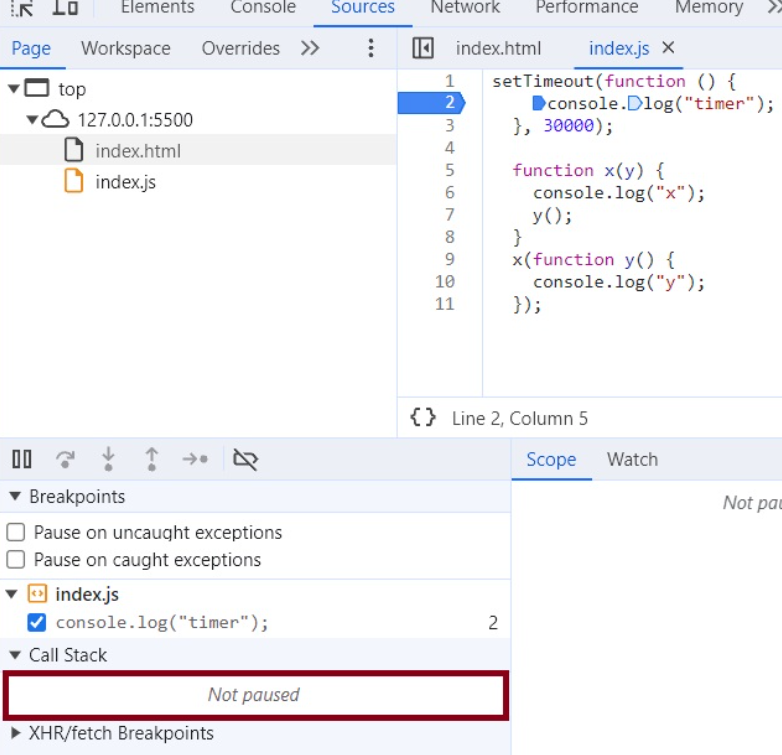 Elements Console Sources Network Performance Memory
Page Workspace Overrides
index.html index.js
top
127.0.0.1:5500
index.html
index.js
1 setTimeout(function () {
2 console.log("timer");
3 }, 30000);
4
5 function x(y) {
6 console.log("x");
7 y();
8 }
9 x(function y() {
10 console.log("y");
11 });
{} Line 2, Column 5
Breakpoints
Pause on uncaught exceptions
Pause on caught exceptions
index.js
console.log("timer"); 2
Call Stack
Not paused
XHR/fetch Breakpoints
Scope Watch
Not pau